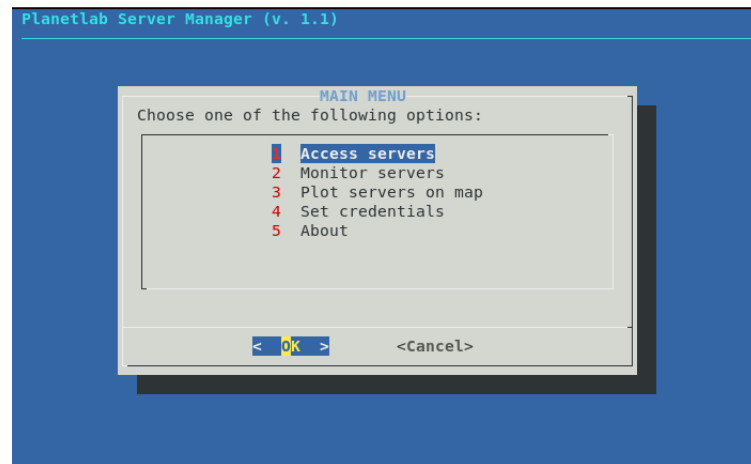 Planetlab Server Manager (v. 1.1)
MAIN MENU
Choose one of the following options:
1 Access servers
2 Monitor servers
3 Plot servers on map
4 Set credentials
5 About
< OK > <Cancel>